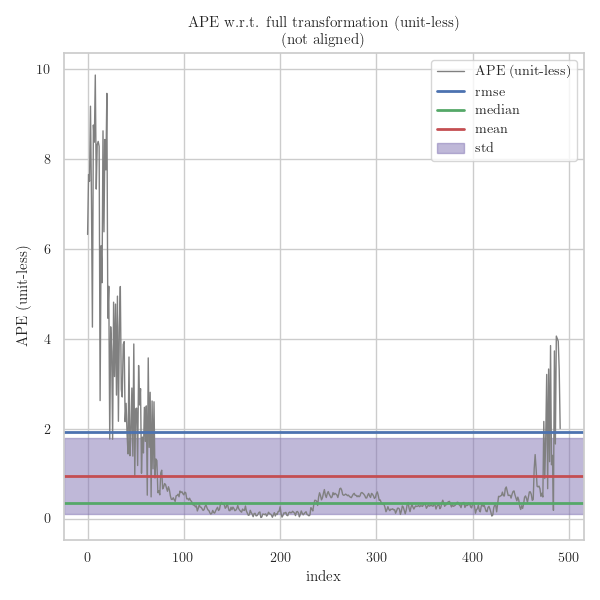 APE w.r.t. full transformation (unit-less)
(not aligned)
APE (unit-less)
rmse
median
mean
std
10
8
6
4
2
0
APE (unit-less)
0
100
200
300
400
500
index